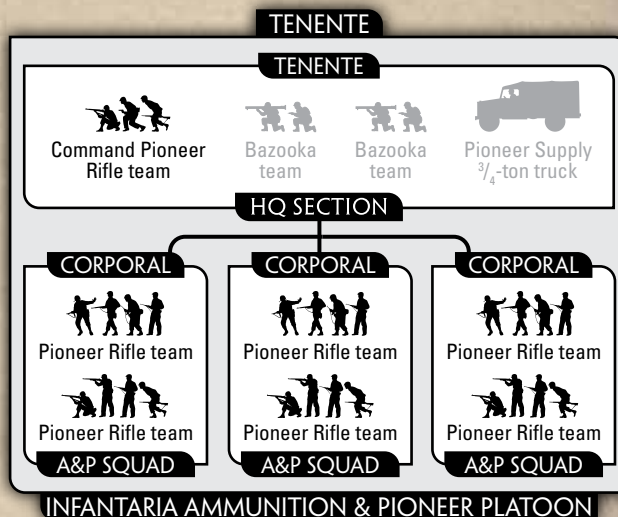 TENENTE
TENENTE
Command Pioneer Rifle team
Bazooka team
Bazooka team
Pioneer Supply 3/4-ton truck
HQ SECTION
CORPORAL
CORPORAL
CORPORAL
Pioneer Rifle team
Pioneer Rifle team
Pioneer Rifle team
Pioneer Rifle team
Pioneer Rifle team
Pioneer Rifle team
A&P SQUAD
A&P SQUAD
A&P SQUAD
INFANTARIA AMMUNITION & PIONEER PLATOON